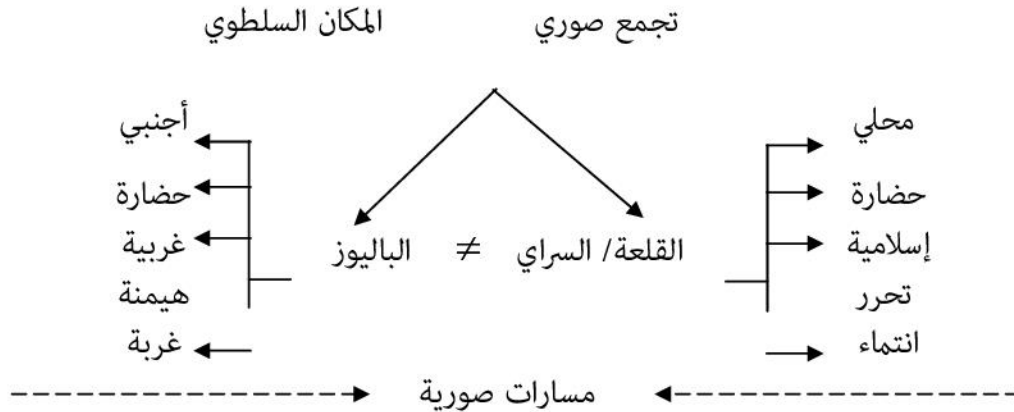 تجمع صوري المكان السلطوي
محلي
حضارة
إسلامية
تحرر
انتماء
القلعة/ السراي ≠ الباليوز
أجنبي
حضارة
غربية
هيمنة
غربة
مسارات صورية